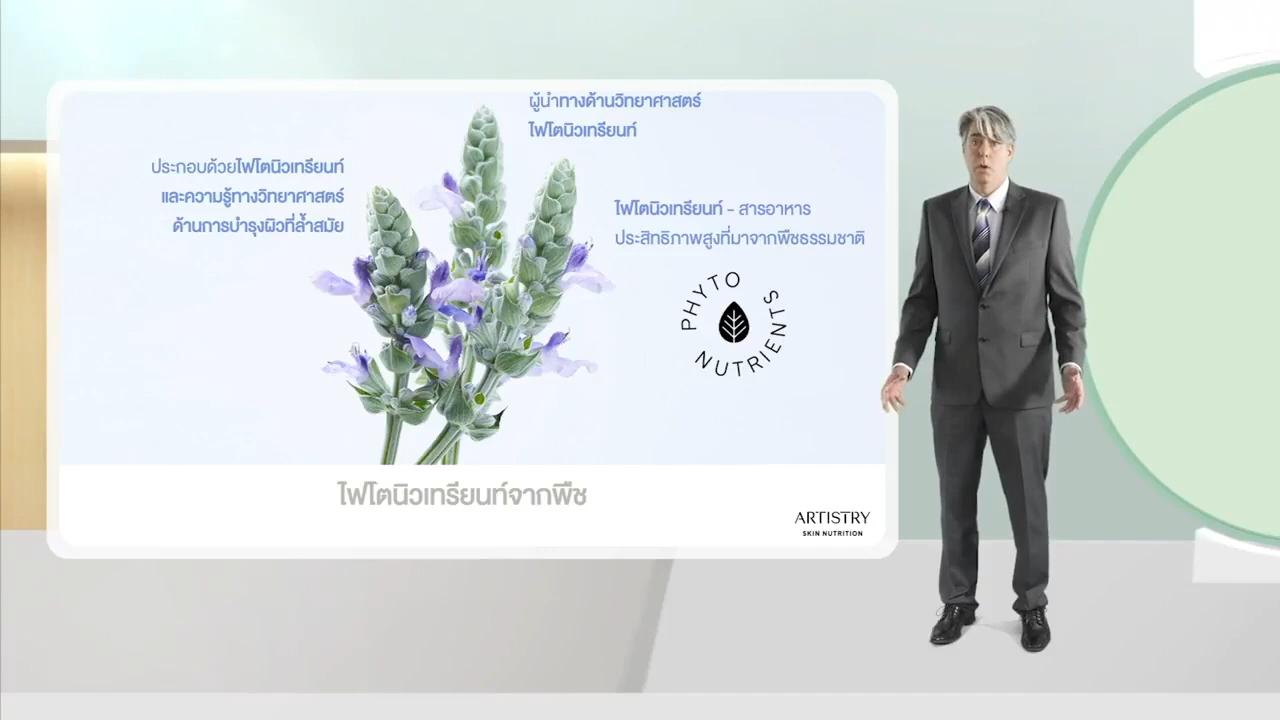 ผู้นำทางด้านวิทยาศาสตร์
ไฟโตนิวเทรียนท์
ประกอบด้วยไฟโตนิวเทรียนท์
และความรู้ทางวิทยาศาสตร์
ด้านการบำรุงผิวที่ล้ำสมัย
ไฟโตนิวเทรียนท์ - สารอาหาร
ประสิทธิภาพสูงที่มาจากพืชธรรมชาติ
PHYTO
NUTRIENTS
ไฟโตนิวเทรียนท์จากพืช
ARTISTRY
SKIN NUTRITION